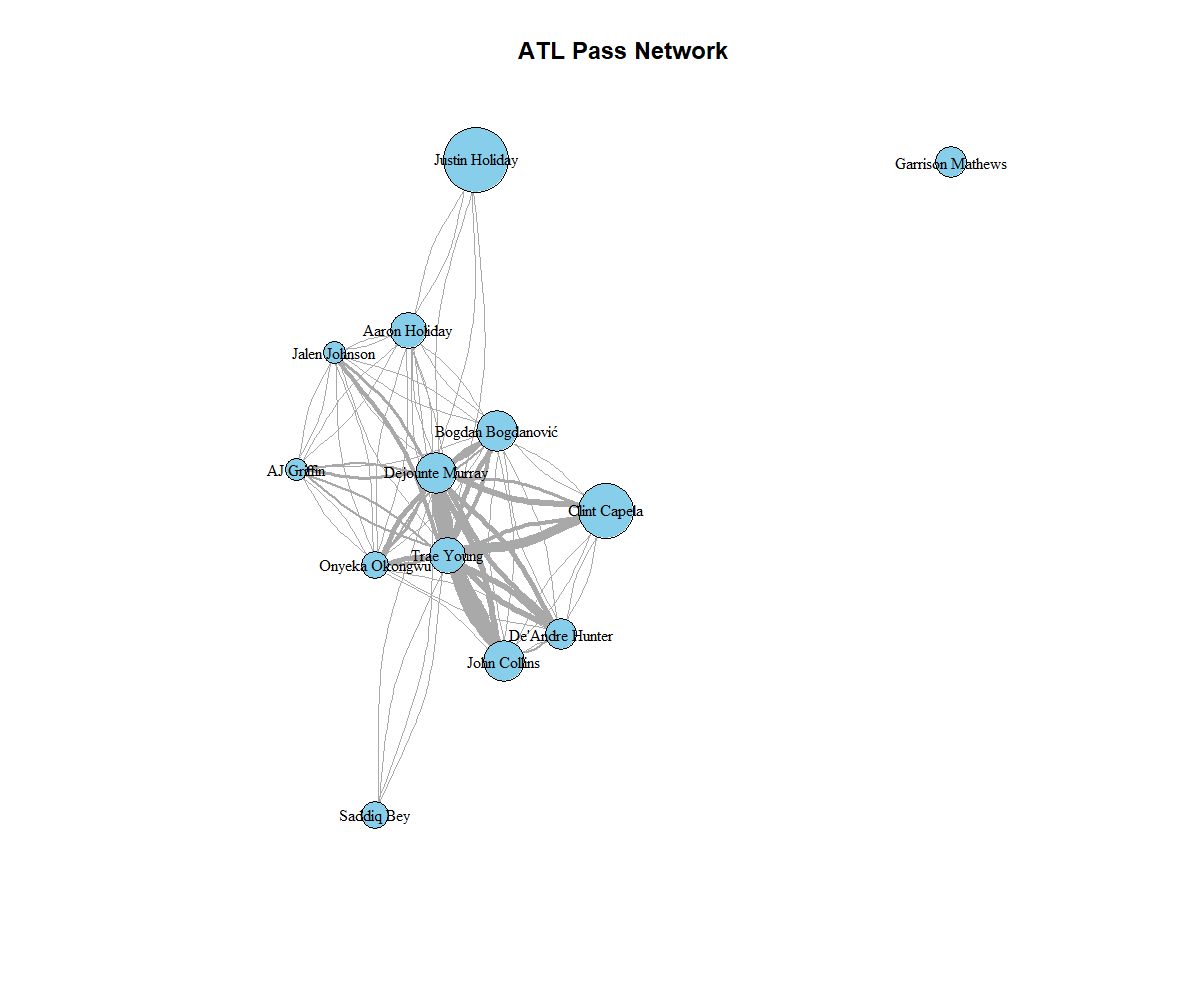 ATL Pass Network
Justin Holiday
Garrison Mathews
Aaron Holiday
Jalen Johnson
Bogdan Bogdanović
AJ Griffin
Dejounte Murray
Clint Capela
Trae Young
Onyeka Okongwu
De'Andre Hunter
John Collins
Saddiq Bey